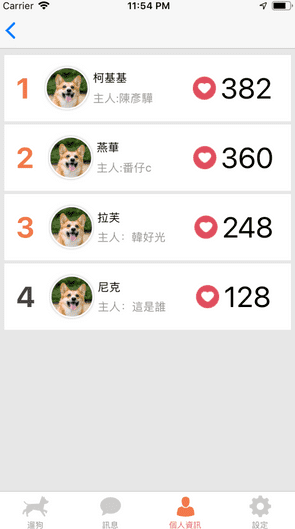 Carrier 11:54 PM
1 柯基基 382
主人:陳彥驊
2 燕華 360
主人:番仔c
3 拉芙 248
主人：韓好光
4 尼克 128
主人：這是誰
遛狗 訊息 個人資訊 設定